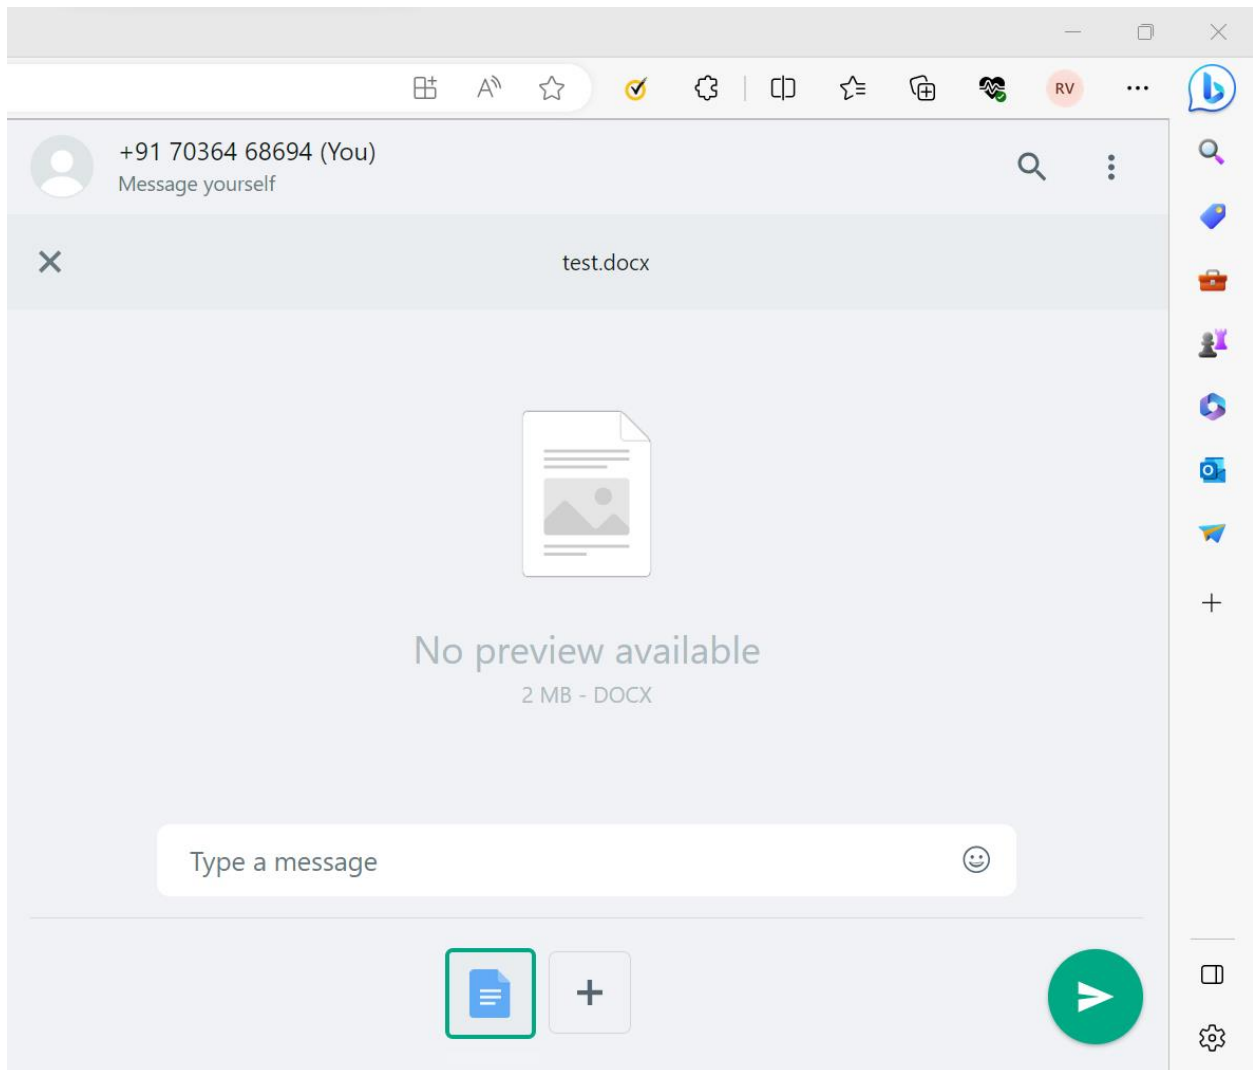 RV
+91 70364 68694 (You)
Message yourself
test.docx
No preview available
2 MB - DOCX
Type a message